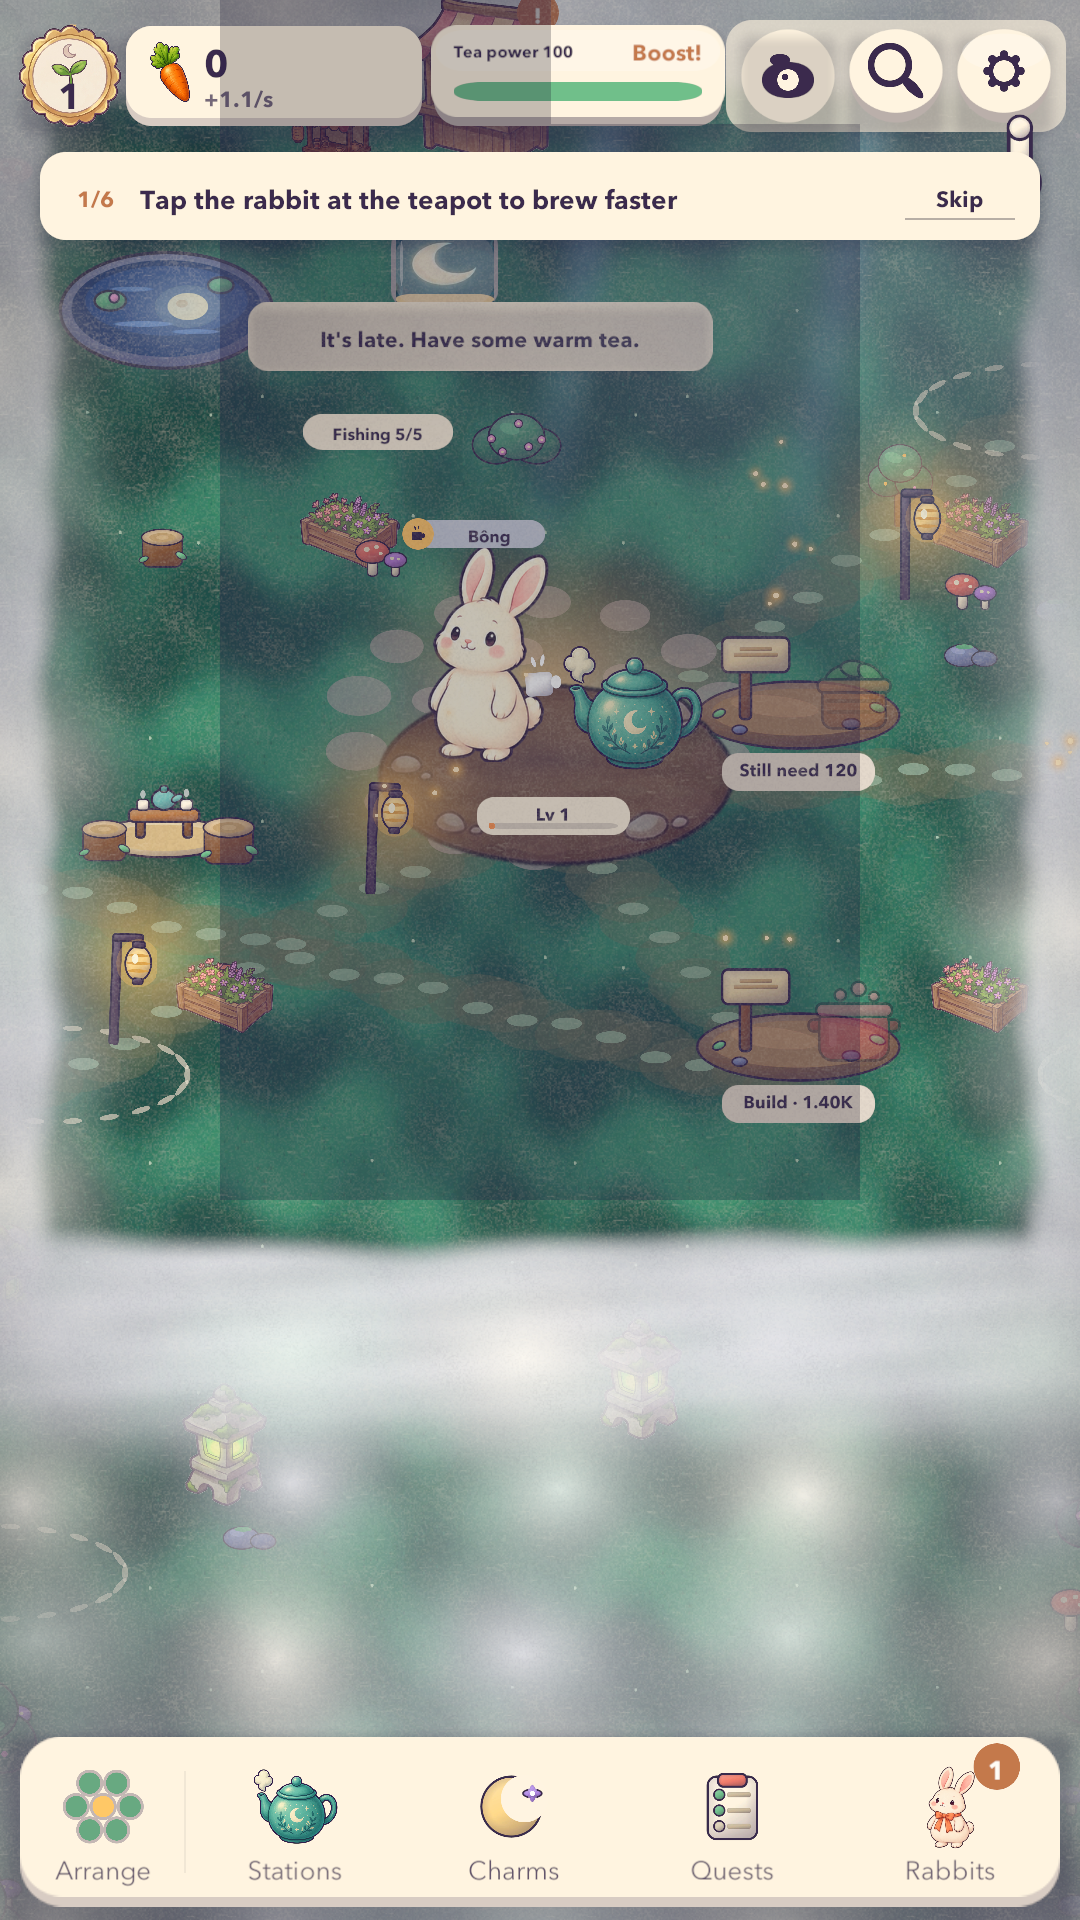 1
0
+1.1/s
Tea power 100
Boost!
!
1/6
Tap the rabbit at the teapot to brew faster
Skip
It's late. Have some warm tea.
Fishing 5/5
Bông
Still need 120
Lv 1
Build · 1.40K
1
Arrange
Stations
Charms
Quests
Rabbits